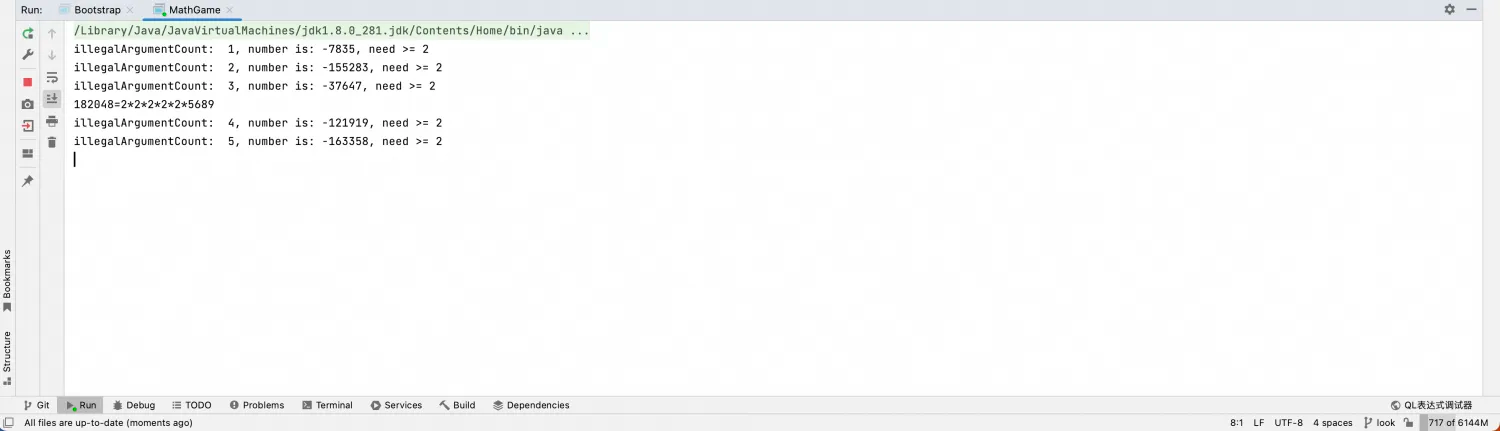 Run: Bootstrap MathGame
/Library/Java/JavaVirtualMachines/jdk1.8.0_281.jdk/Contents/Home/bin/java ...
illegalArgumentCount:  1, number is: -7835, need >= 2
illegalArgumentCount:  2, number is: -155283, need >= 2
illegalArgumentCount:  3, number is: -37647, need >= 2
182048=2*2*2*2*2*5689
illegalArgumentCount:  4, number is: -121919, need >= 2
illegalArgumentCount:  5, number is: -163358, need >= 2
Bookmarks
Structure
Git Run Debug TODO Problems Terminal Services Build Dependencies QL表达式调试器
All files are up-to-date (moments ago) 8:1 LF UTF-8 4 spaces look 717 of 6144M